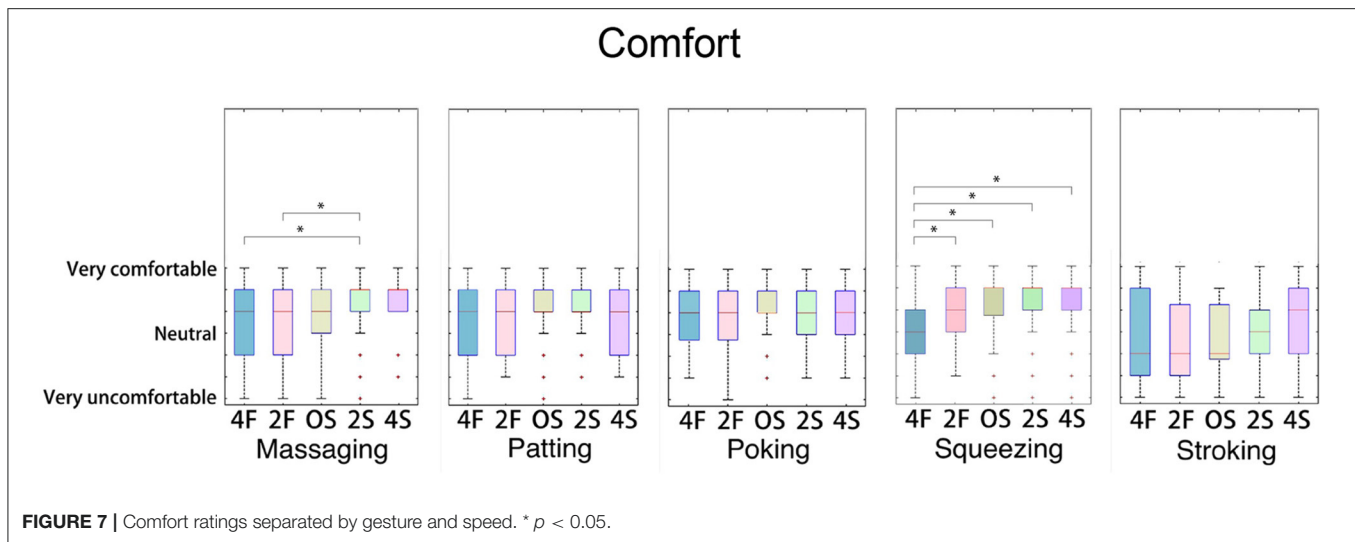 Comfort
*
*
*
*
*
*
Very comfortable
Neutral
Very uncomfortable
4F 2F OS 2S 4S
Massaging
4F 2F OS 2S 4S
Patting
4F 2F OS 2S 4S
Poking
4F 2F OS 2S 4S
Squeezing
4F 2F OS 2S 4S
Stroking
FIGURE 7 | Comfort ratings separated by gesture and speed. * p < 0.05.